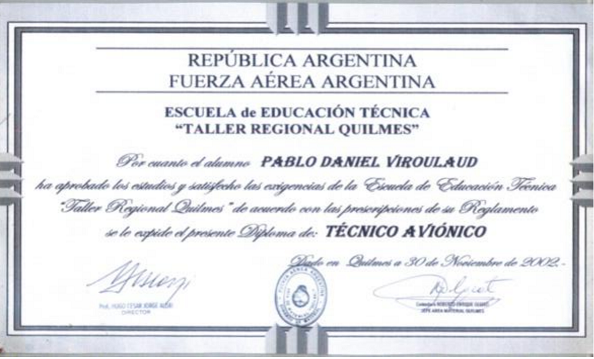 REPÚBLICA ARGENTINA
FUERZA AÉREA ARGENTINA
ESCUELA de EDUCACIÓN TÉCNICA
"TALLER REGIONAL QUILMES"
Por cuanto el alumno PABLO DANIEL VIROULAUD
ha aprobado los estudios y satisfecho las exigencias de la Escuela de Educación Técnica
"Taller Regional Quilmes" de acuerdo con las prescripciones de su Reglamento
se le expide el presente Diploma de: TÉCNICO AVIÓNICO
Dado en Quilmes a 30 de Noviembre de 2002.-
Prof. HUGO CESAR JORGE
DIRECTOR
JEFE AREA MATERIAL QUILMES